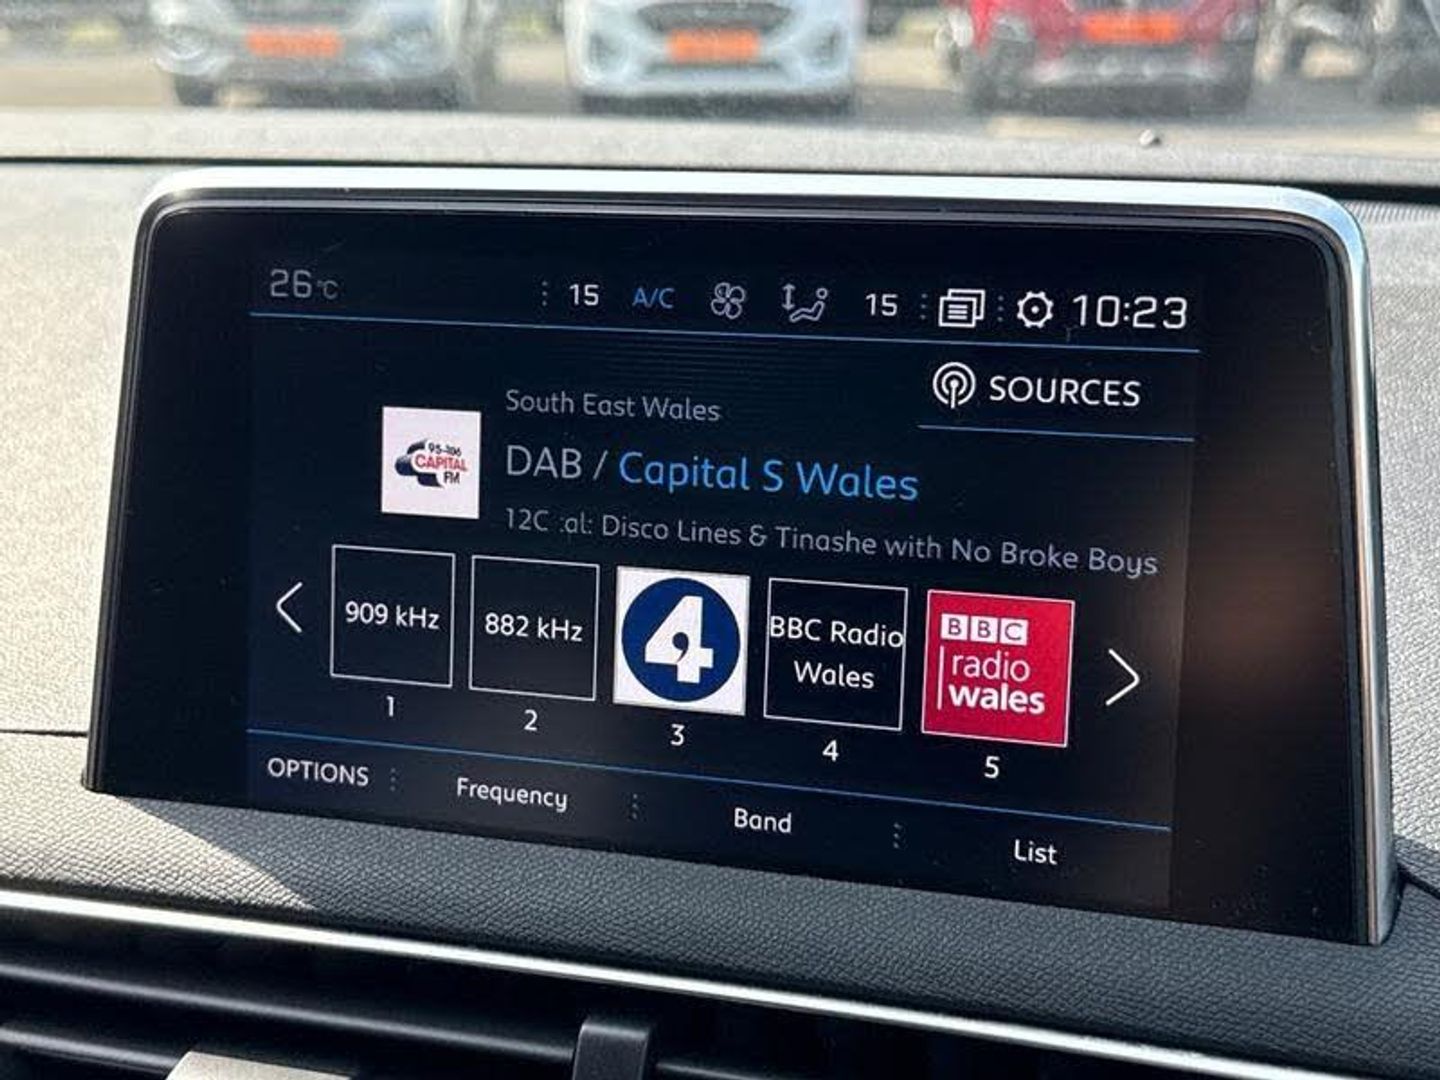 26°C
15 A/C 15 10:23
SOURCES
South East Wales
95-106
CAPITAL
FM
DAB / Capital S Wales
12C :al: Disco Lines & Tinashe with No Broke Boys
909 kHz
882 kHz
4
BBC Radio
Wales
BBC
radio
wales
1 2 3 4 5
OPTIONS Frequency Band List